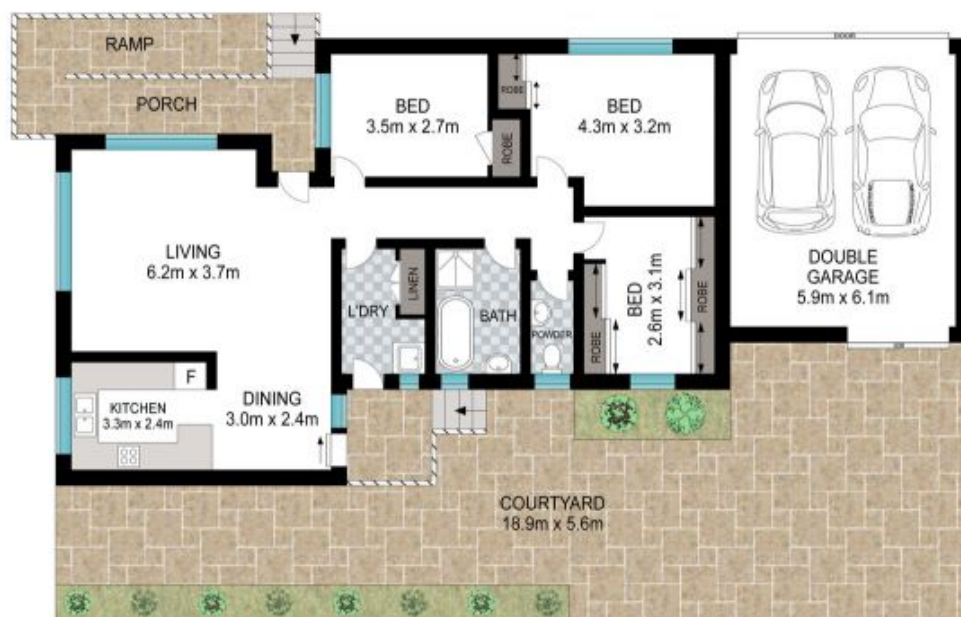 RAMP
PORCH
BED
3.5m x 2.7m
ROBE
ROBE
BED
4.3m x 3.2m
DOOR
LIVING
6.2m x 3.7m
L'DRY
LINEN
BATH
POWDER
BED
2.6m x 3.1m
ROBE
ROBE
DOUBLE
GARAGE
5.9m x 6.1m
F
KITCHEN
3.3m x 2.4m
DINING
3.0m x 2.4m
COURTYARD
18.9m x 5.6m